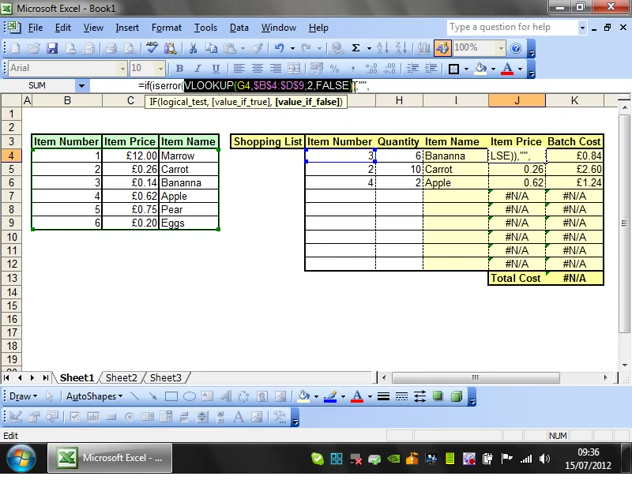 Microsoft Excel - Book1
File Edit View Insert Format Tools Data Window Help
Type a question for help
100%
Arial 10 B I U
SUM =if(iserror(VLOOKUP(G4,$B$4:$D$9,2,FALSE)),"",
IF(logical_test, [value_if_true], [value_if_false])
A B C H I J K
1
2
3 Item Number Item Price Item Name Shopping List Item Number Quantity Item Name Item Price Batch Cost
4 1 £12.00 Marrow 3 6 Bananna LSE)),"", £0.84
5 2 £0.26 Carrot 2 10 Carrot 0.26 £2.60
6 3 £0.14 Bananna 4 2 Apple 0.62 £1.24
7 4 £0.62 Apple #N/A #N/A
8 5 £0.75 Pear #N/A #N/A
9 6 £0.20 Eggs #N/A #N/A
10 #N/A #N/A
11 #N/A #N/A
12 #N/A #N/A
13 Total Cost #N/A
14
15
16
17
18
19
Sheet1 Sheet2 Sheet3
Draw AutoShapes
Edit NUM
Microsoft Excel - ...
09:36
15/07/2012